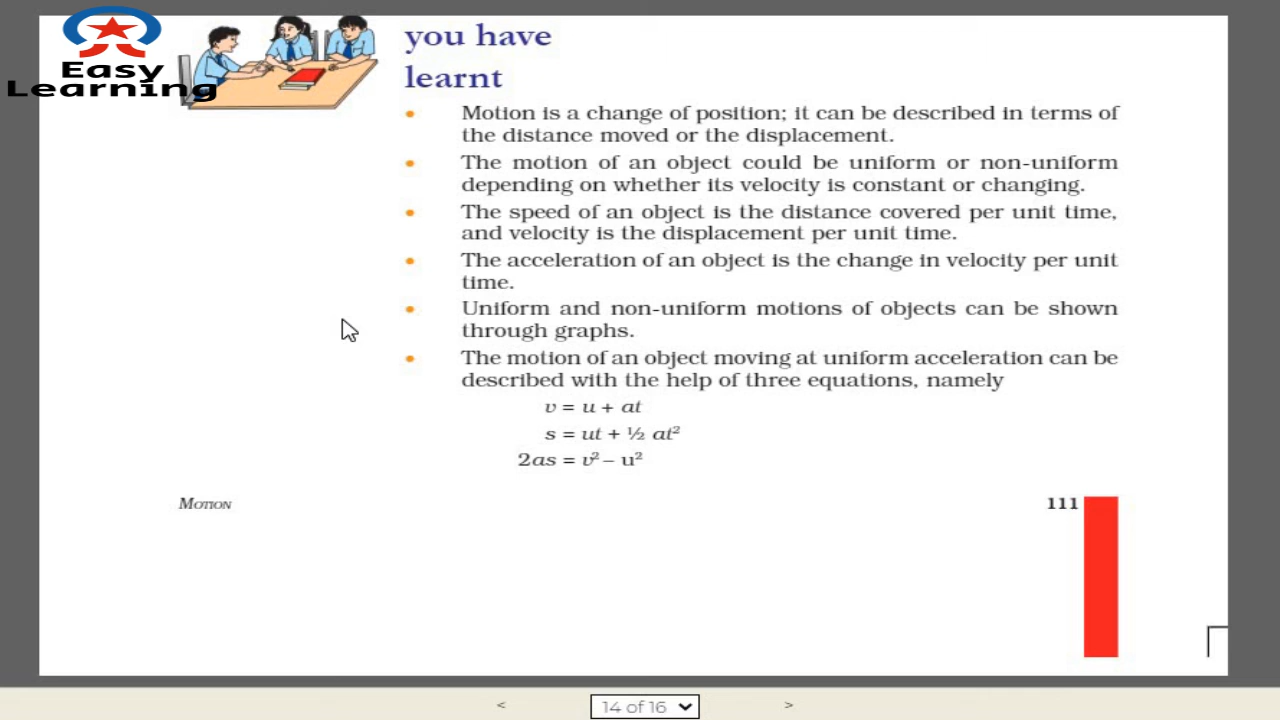 Easy
Learning
you have
learnt
• Motion is a change of position; it can be described in terms of
the distance moved or the displacement.
• The motion of an object could be uniform or non-uniform
depending on whether its velocity is constant or changing.
• The speed of an object is the distance covered per unit time,
and velocity is the displacement per unit time.
• The acceleration of an object is the change in velocity per unit
time.
• Uniform and non-uniform motions of objects can be shown
through graphs.
• The motion of an object moving at uniform acceleration can be
described with the help of three equations, namely
v = u + at
s = ut + ½ at²
2as = v² – u²
MOTION
111
< 14 of 16 >